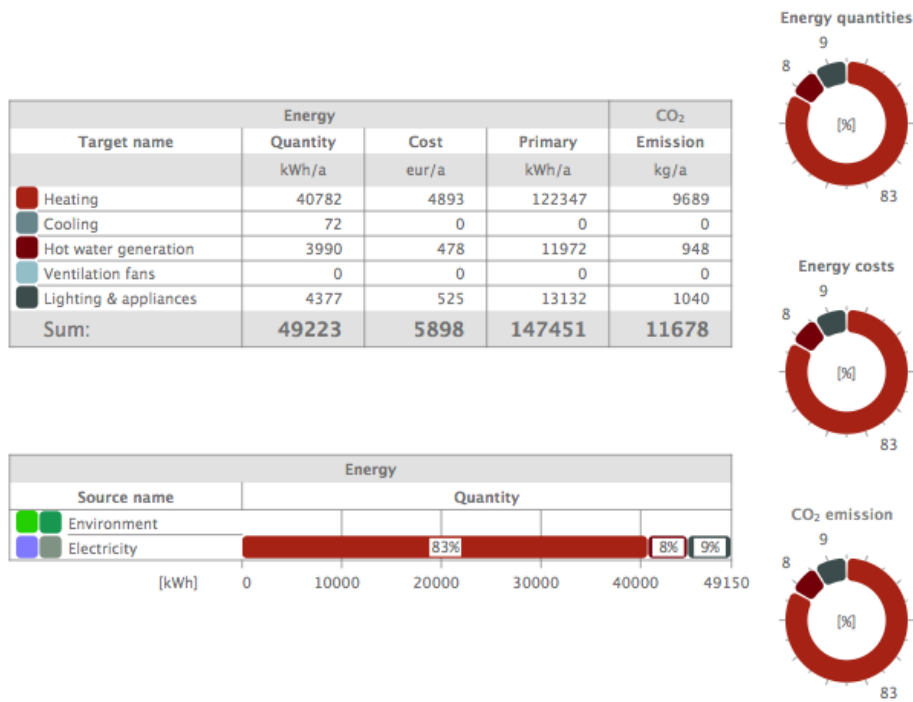 Energy quantities
9
8
[%]
83
Energy CO₂
Target name Quantity Cost Primary Emission
kWh/a eur/a kWh/a kg/a
Heating 40782 4893 122347 9689
Cooling 72 0 0 0
Hot water generation 3990 478 11972 948
Ventilation fans 0 0 0 0
Lighting & appliances 4377 525 13132 1040
Sum: 49223 5898 147451 11678
Energy costs
9
8
[%]
83
Energy
Source name Quantity
Environment
Electricity 83% 8% 9%
[kWh] 0 10000 20000 30000 40000 49150
CO₂ emission
9
8
[%]
83